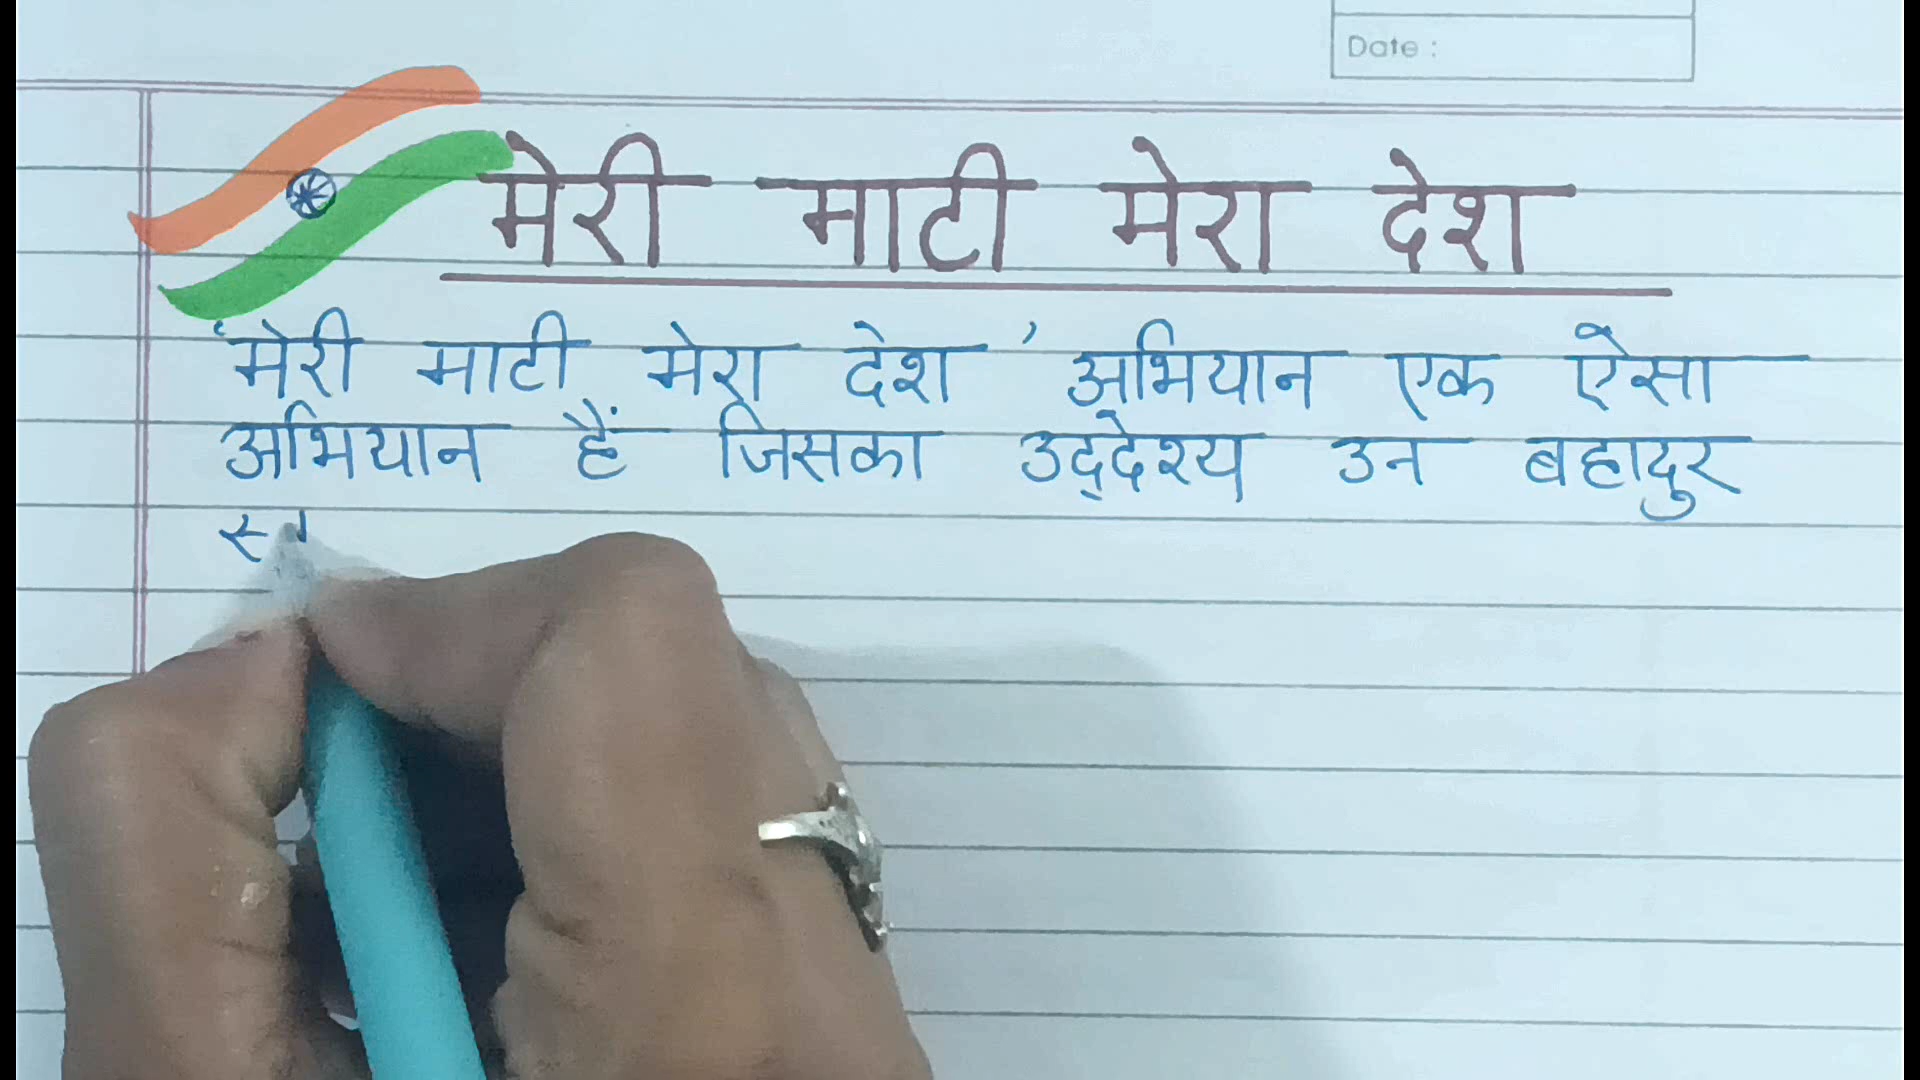 Date :
मेरी माटी मेरा देश
'मेरी माटी मेरा देश' अभियान एक ऐसा
अभियान हैं जिसका उद्देश्य उन बहादुर